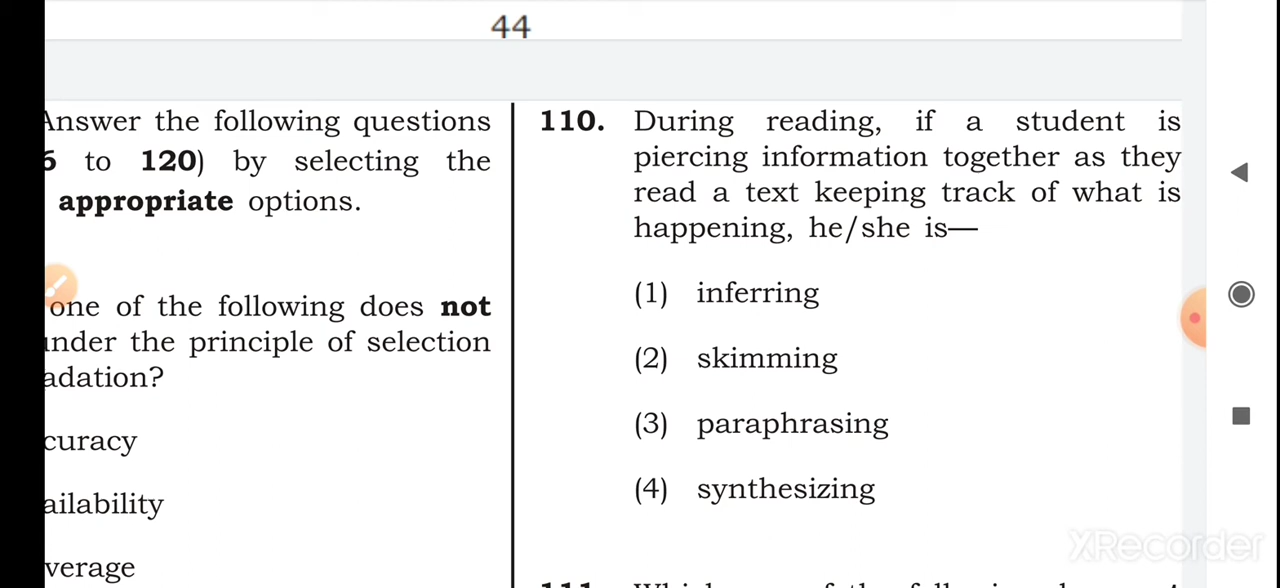 44
Answer the following questions
6 to 120) by selecting the
appropriate options.
one of the following does not
under the principle of selection
adation?
curacy
ailability
verage
110. During reading, if a student is
piercing information together as they
read a text keeping track of what is
happening, he/she is—
(1) inferring
(2) skimming
(3) paraphrasing
(4) synthesizing
XRecorder